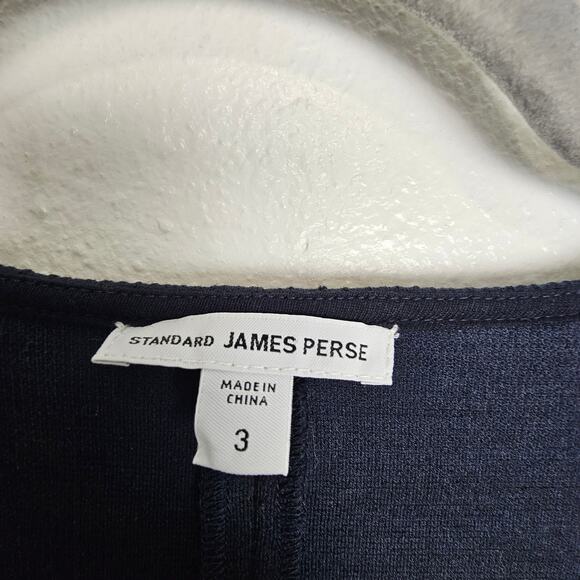 STANDARD JAMES PERSE
MADE IN
CHINA
3